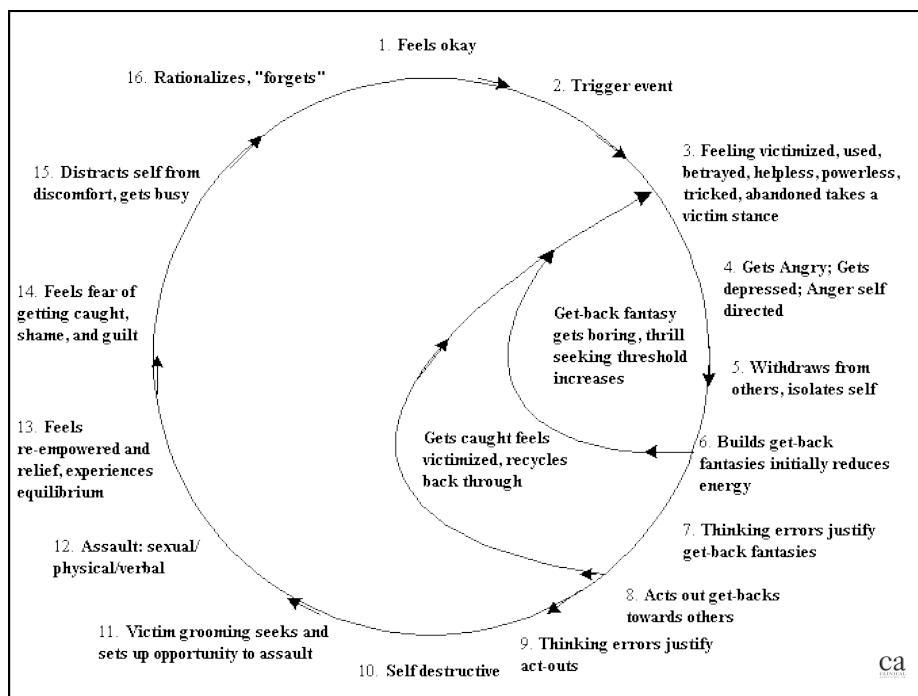 1. Feels okay
2. Trigger event
3. Feeling victimized, used,
betrayed, helpless, powerless,
tricked, abandoned takes a
victim stance
4. Gets Angry; Gets
depressed; Anger self
directed
5. Withdraws from
others, isolates self
6. Builds get-back
fantasies initially reduces
energy
7. Thinking errors justify
get-back fantasies
8. Acts out get-backs
towards others
9. Thinking errors justify
act-outs
10. Self destructive
11. Victim grooming seeks and
sets up opportunity to assault
12. Assault: sexual/
physical/verbal
13. Feels
re-empowered and
relief, experiences
equilibrium
14. Feels fear of
getting caught,
shame, and guilt
15. Distracts self from
discomfort, gets busy
16. Rationalizes, "forgets"
Get-back fantasy
gets boring, thrill
seeking threshold
increases
Gets caught feels
victimized, recycles
back through
ca
CLINICAL